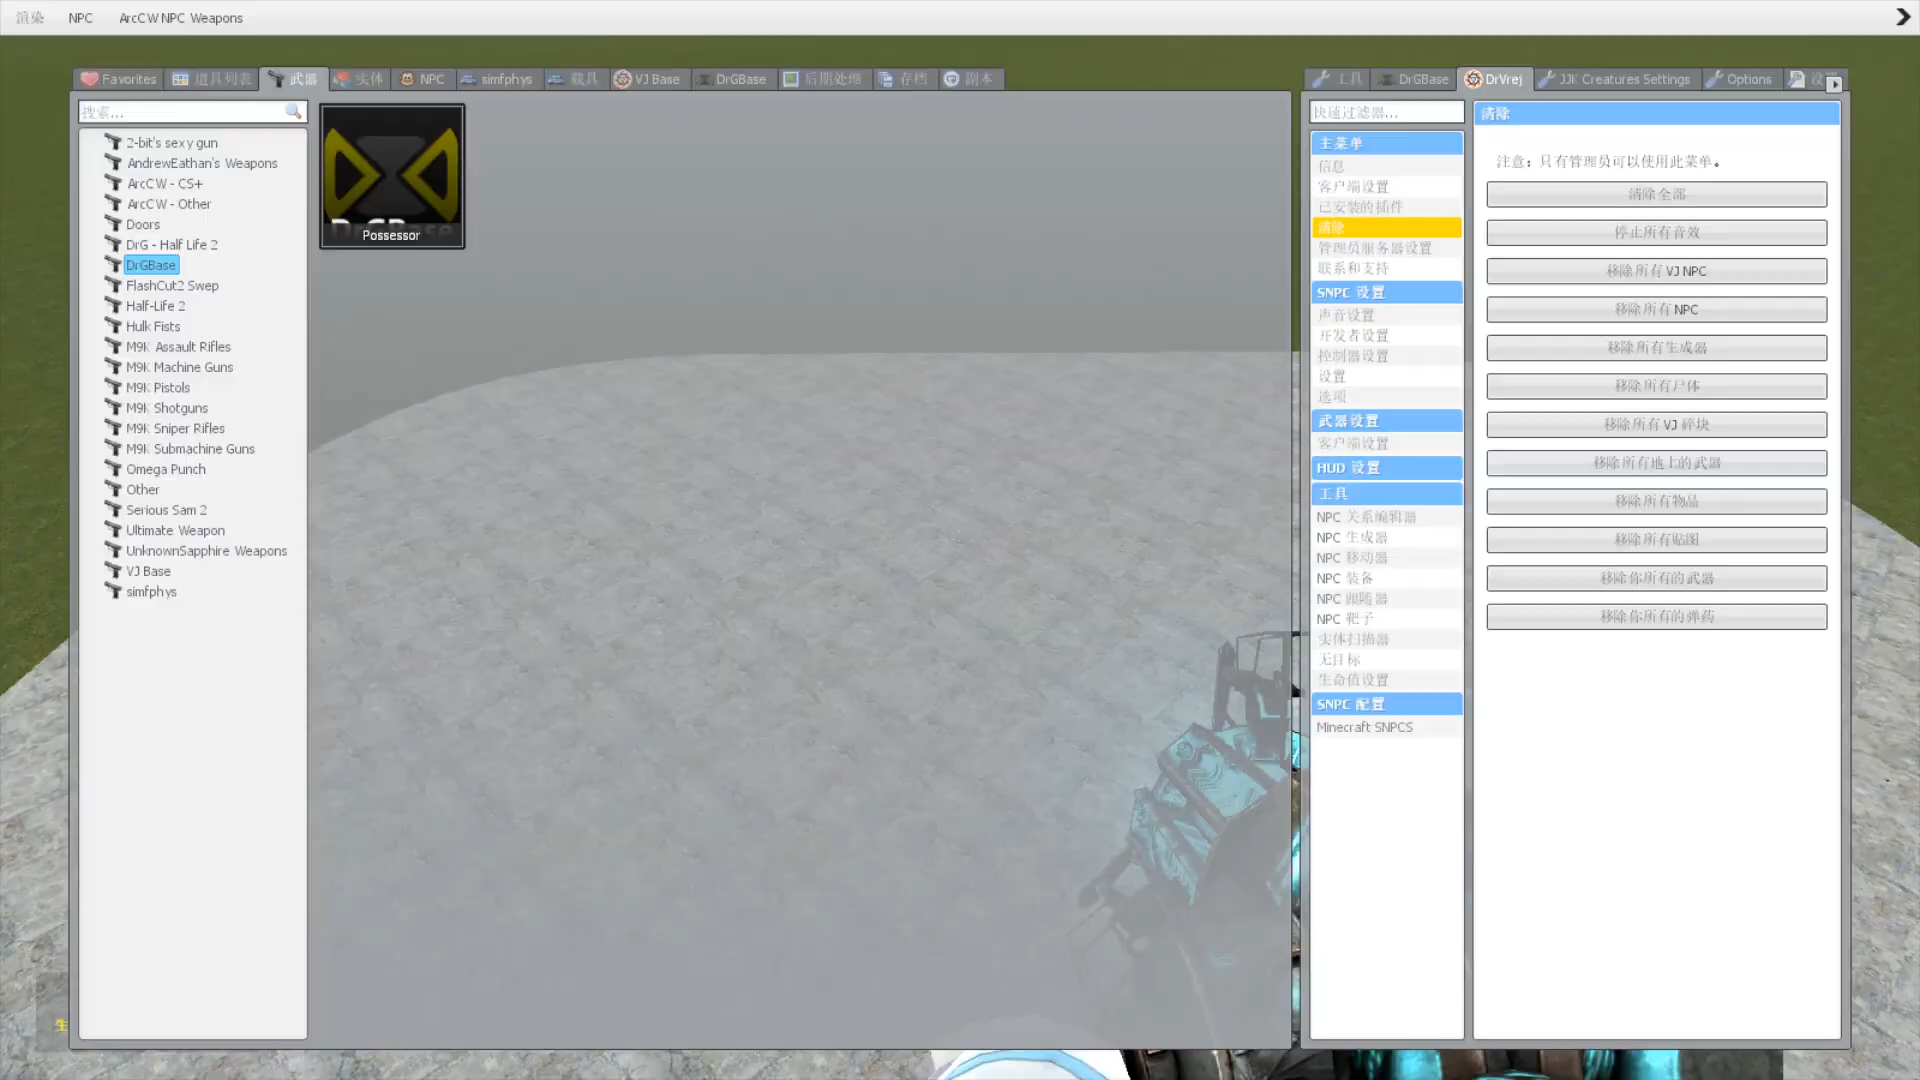 渲染 NPC ArcCW NPC Weapons
Favorites 道具列表 武器 实体 NPC simfphys 载具 VJ Base DrGBase 后期处理 存档 副本
搜索...
2-bit's sexy gun
AndrewEathan's Weapons
ArcCW - CS+
ArcCW - Other
Doors
DrG - Half Life 2
DrGBase
FlashCut2 Swep
Half-Life 2
Hulk Fists
M9K Assault Rifles
M9K Machine Guns
M9K Pistols
M9K Shotguns
M9K Sniper Rifles
M9K Submachine Guns
Omega Punch
Other
Serious Sam 2
Ultimate Weapon
UnknownSapphire Weapons
VJ Base
simfphys
DrGBase
Possessor
生
工具 DrGBase DrVrej JJK Creatures Settings Options
快速过滤器...
主菜单
信息
客户端设置
已安装的插件
清除
管理员服务器设置
联系和支持
SNPC 设置
声音设置
开发者设置
控制器设置
设置
选项
武器设置
客户端设置
HUD 设置
工具
NPC 关系编辑器
NPC 生成器
NPC 移动器
NPC 装备
NPC 跟随器
NPC 靶子
实体扫描器
无目标
生命值设置
SNPC 配置
Minecraft SNPCS
清除
注意：只有管理员可以使用此菜单。
清除全部
停止所有音效
移除所有 VJ NPC
移除所有 NPC
移除所有生成器
移除所有尸体
移除所有 VJ 碎块
移除所有地上的武器
移除所有物品
移除所有贴图
移除你所有的武器
移除你所有的弹药